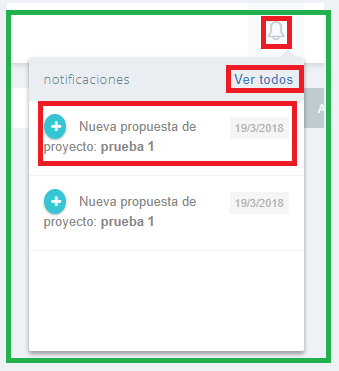 notificaciones Ver todos
Nueva propuesta de 19/3/2018
proyecto: prueba 1
Nueva propuesta de 19/3/2018
proyecto: prueba 1
A